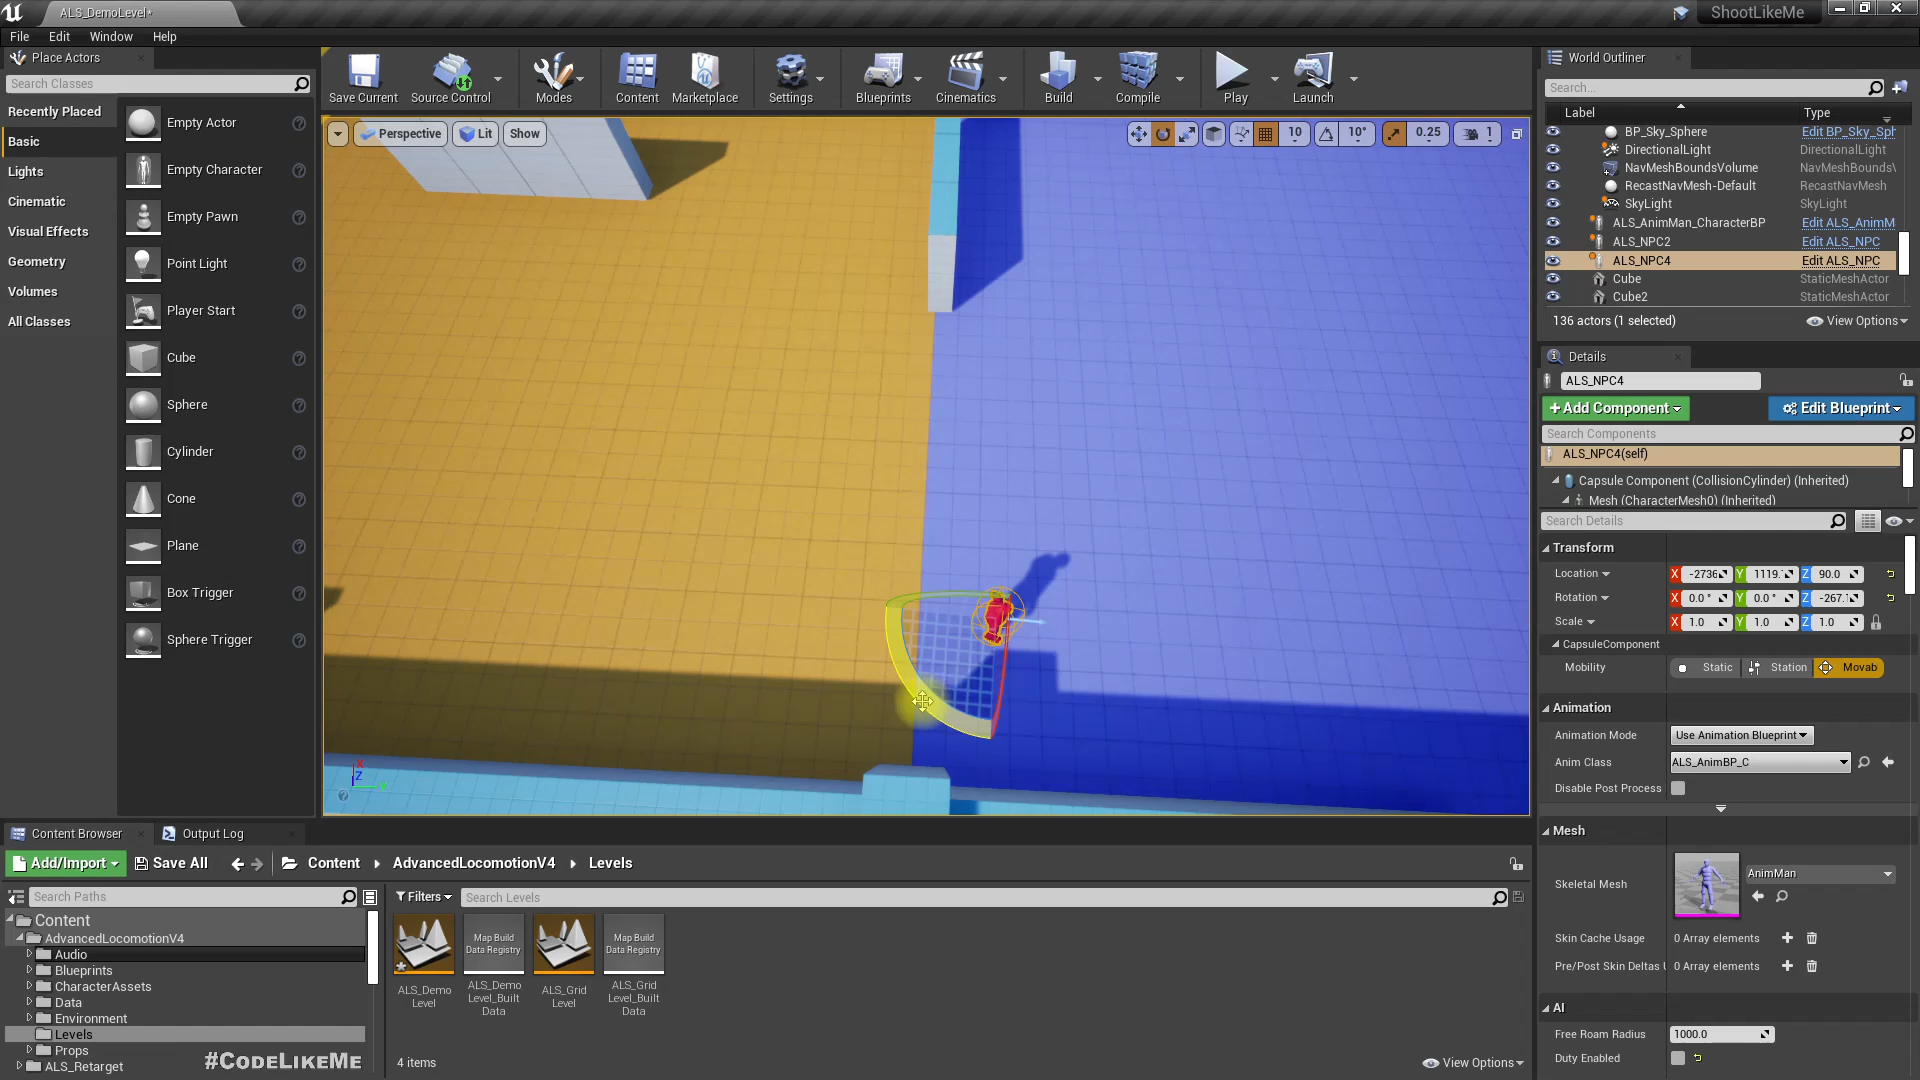 ALS_DemoLevel*
ShootLikeMe
File Edit Window Help
Place Actors
Search Classes
Recently Placed
Basic
Lights
Cinematic
Visual Effects
Geometry
Volumes
All Classes
Empty Actor
Empty Character
Empty Pawn
Point Light
Player Start
Cube
Sphere
Cylinder
Cone
Plane
Box Trigger
Sphere Trigger
Save Current
Source Control
Modes
Content
Marketplace
Settings
Blueprints
Cinematics
Build
Compile
Play
Launch
Perspective
Lit
Show
10
10°
0.25
1
X
Z
World Outliner
Search...
Label Type
BP_Sky_Sphere Edit BP_Sky_Sph
DirectionalLight DirectionalLight
NavMeshBoundsVolume NavMeshBoundsV
RecastNavMesh-Default RecastNavMesh
SkyLight SkyLight
ALS_AnimMan_CharacterBP Edit ALS_AnimM
ALS_NPC2 Edit ALS_NPC
ALS_NPC4 Edit ALS_NPC
Cube StaticMeshActor
Cube2 StaticMeshActor
136 actors (1 selected) View Options
Details
ALS_NPC4
+Add Component Edit Blueprint
Search Components
ALS_NPC4(self)
Capsule Component (CollisionCylinder) (Inherited)
Mesh (CharacterMesh0) (Inherited)
Search Details
Transform
Location X -2736 Y 1119. Z 90.0
Rotation X 0.0 ° Y 0.0 ° Z -267.
Scale X 1.0 Y 1.0 Z 1.0
CapsuleComponent
Mobility Static Station Movab
Animation
Animation Mode Use Animation Blueprint
Anim Class ALS_AnimBP_C
Disable Post Process
Mesh
Skeletal Mesh AnimMan
Skin Cache Usage 0 Array elements
Pre/Post Skin Deltas U 0 Array elements
AI
Free Roam Radius 1000.0
Duty Enabled
Content Browser Output Log
Add/Import Save All Content AdvancedLocomotionV4 Levels
Search Paths
Filters Search Levels
Content
AdvancedLocomotionV4
Audio
Blueprints
CharacterAssets
Data
Environment
Levels
Props
ALS_Retarget
#CODELIKEME
Map Build
Data Registry
Map Build
Data Registry
ALS_Demo
Level
ALS_Demo
Level_Built
Data
ALS_Grid
Level
ALS_Grid
Level_Built
Data
4 items
View Options